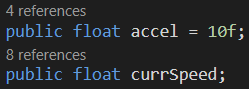 4 references
public float accel = 10f;
8 references
public float currSpeed;